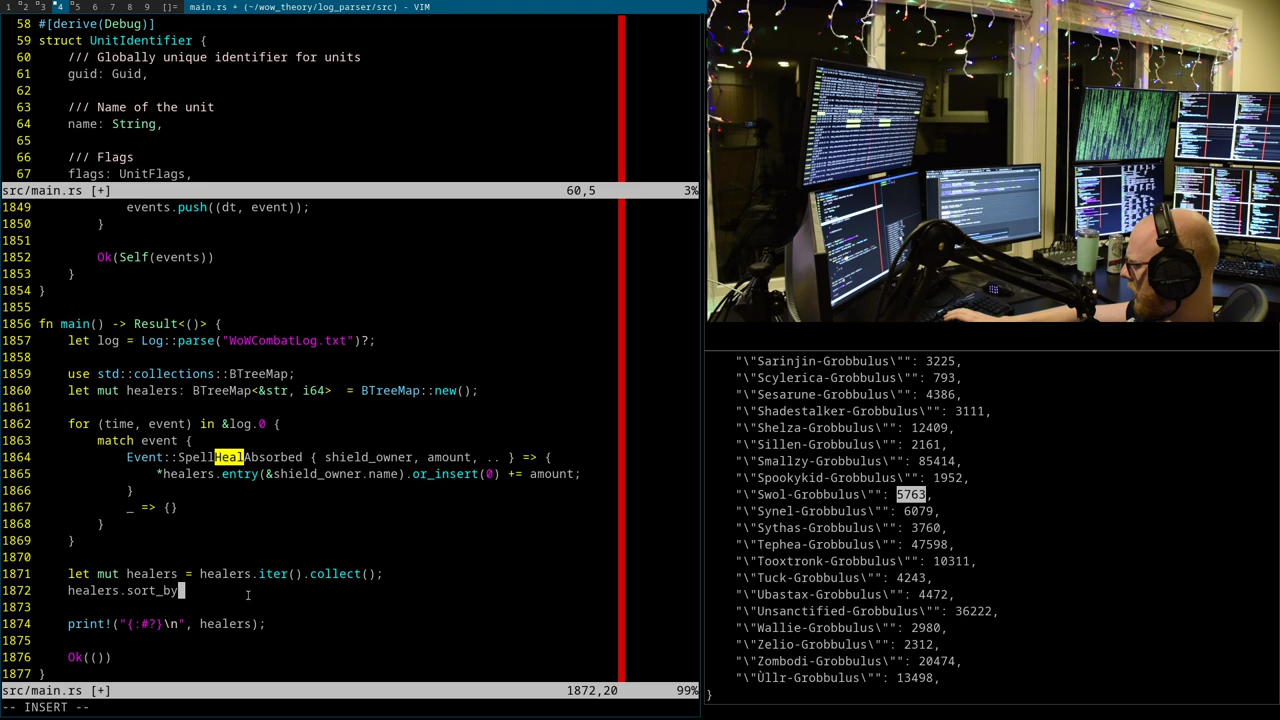 1 2 3 4 5 6 7 8 9 []= main.rs + (~/wow_theory/log_parser/src) - VIM
58 #[derive(Debug)]
59 struct UnitIdentifier {
60     /// Globally unique identifier for units
61     guid: Guid,
62
63     /// Name of the unit
64     name: String,
65
66     /// Flags
67     flags: UnitFlags,
src/main.rs [+] 60,5 3%
1849             events.push((dt, event));
1850         }
1851
1852         Ok(Self(events))
1853     }
1854 }
1855
1856 fn main() -> Result<()> {
1857     let log = Log::parse("WoWCombatLog.txt")?;
1858
1859     use std::collections::BTreeMap;
1860     let mut healers: BTreeMap<&str, i64>  = BTreeMap::new();
1861
1862     for (time, event) in &log.0 {
1863         match event {
1864             Event::SpellHealAbsorbed { shield_owner, amount, .. } => {
1865                 *healers.entry(&shield_owner.name).or_insert(0) += amount;
1866             }
1867             _ => {}
1868         }
1869     }
1870
1871     let mut healers = healers.iter().collect();
1872     healers.sort_by
1873
1874     print!("{:#?}\n", healers);
1875
1876     Ok(())
1877 }
src/main.rs [+] 1872,20 99%
-- INSERT --
"\"Sarinjin-Grobbulus\"": 3225,
"\"Scylerica-Grobbulus\"": 793,
"\"Sesarune-Grobbulus\"": 4386,
"\"Shadestalker-Grobbulus\"": 3111,
"\"Shelza-Grobbulus\"": 12409,
"\"Sillen-Grobbulus\"": 2161,
"\"Smallzy-Grobbulus\"": 85414,
"\"Spookykid-Grobbulus\"": 1952,
"\"Swol-Grobbulus\"": 5763,
"\"Synel-Grobbulus\"": 6079,
"\"Sythas-Grobbulus\"": 3760,
"\"Tephea-Grobbulus\"": 47598,
"\"Tooxtronk-Grobbulus\"": 10311,
"\"Tuck-Grobbulus\"": 4243,
"\"Ubastax-Grobbulus\"": 4472,
"\"Unsanctified-Grobbulus\"": 36222,
"\"Wallie-Grobbulus\"": 2980,
"\"Zelio-Grobbulus\"": 2312,
"\"Zombodi-Grobbulus\"": 20474,
"\"Ùllr-Grobbulus\"": 13498,
}